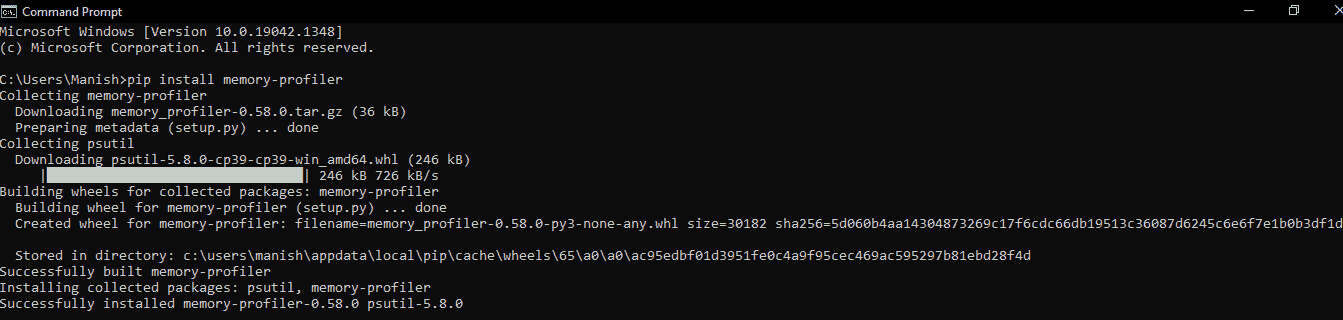 Command Prompt
Microsoft Windows [Version 10.0.19042.1348]
(c) Microsoft Corporation. All rights reserved.
C:\Users\Manish>pip install memory-profiler
Collecting memory-profiler
  Downloading memory_profiler-0.58.0.tar.gz (36 kB)
  Preparing metadata (setup.py) ... done
Collecting psutil
  Downloading psutil-5.8.0-cp39-cp39-win_amd64.whl (246 kB)
     |████████████████████████████████| 246 kB 726 kB/s
Building wheels for collected packages: memory-profiler
  Building wheel for memory-profiler (setup.py) ... done
  Created wheel for memory-profiler: filename=memory_profiler-0.58.0-py3-none-any.whl size=30182 sha256=5d060b4aa14304873269c17f6cdc66db19513c36087d6245c6e6f7e1b0b3df1d
  Stored in directory: c:\users\manish\appdata\local\pip\cache\wheels\65\a0\a0\ac95edbf01d3951fe0c4a9f95cec469ac595297b81ebd28f4d
Successfully built memory-profiler
Installing collected packages: psutil, memory-profiler
Successfully installed memory-profiler-0.58.0 psutil-5.8.0